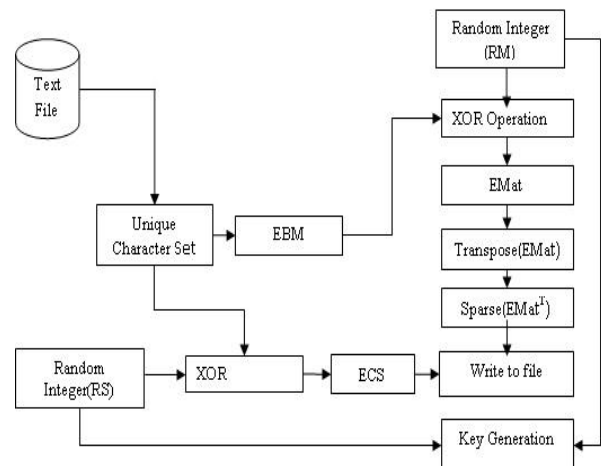 Random Integer
(RM)
Text
File
XOR Operation
EMat
Unique
Character Set
EBM
Transpose(EMat)
Sparse(EMatᵀ)
Random
Integer(RS)
XOR
ECS
Write to file
Key Generation